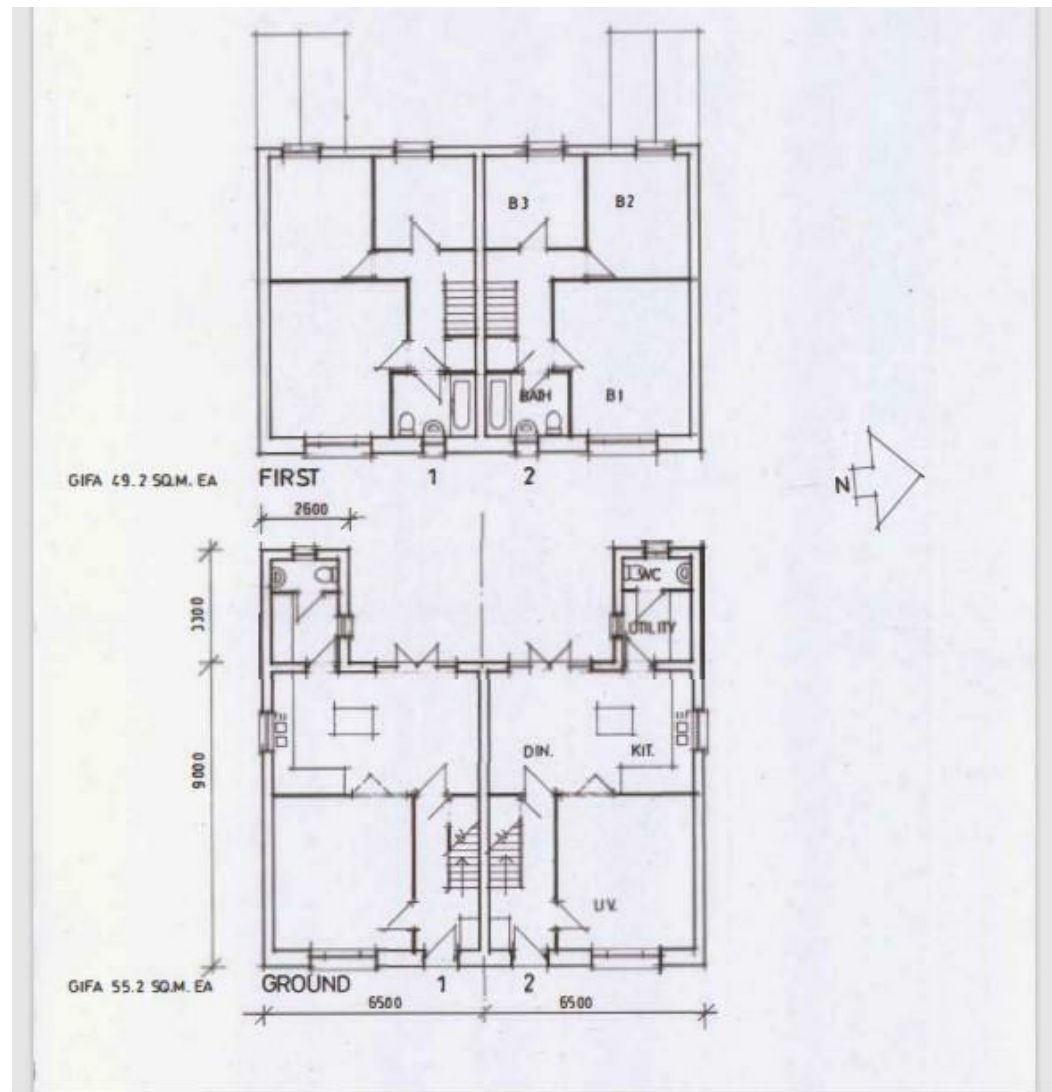 B3
B2
BATH
B1
GIFA 49.2 SQ.M. EA
FIRST
1
2
N
2600
3300
WC
UTILITY
9000
DIN.
KIT.
LIV.
GIFA 55.2 SQ.M. EA
GROUND
1
2
6500
6500